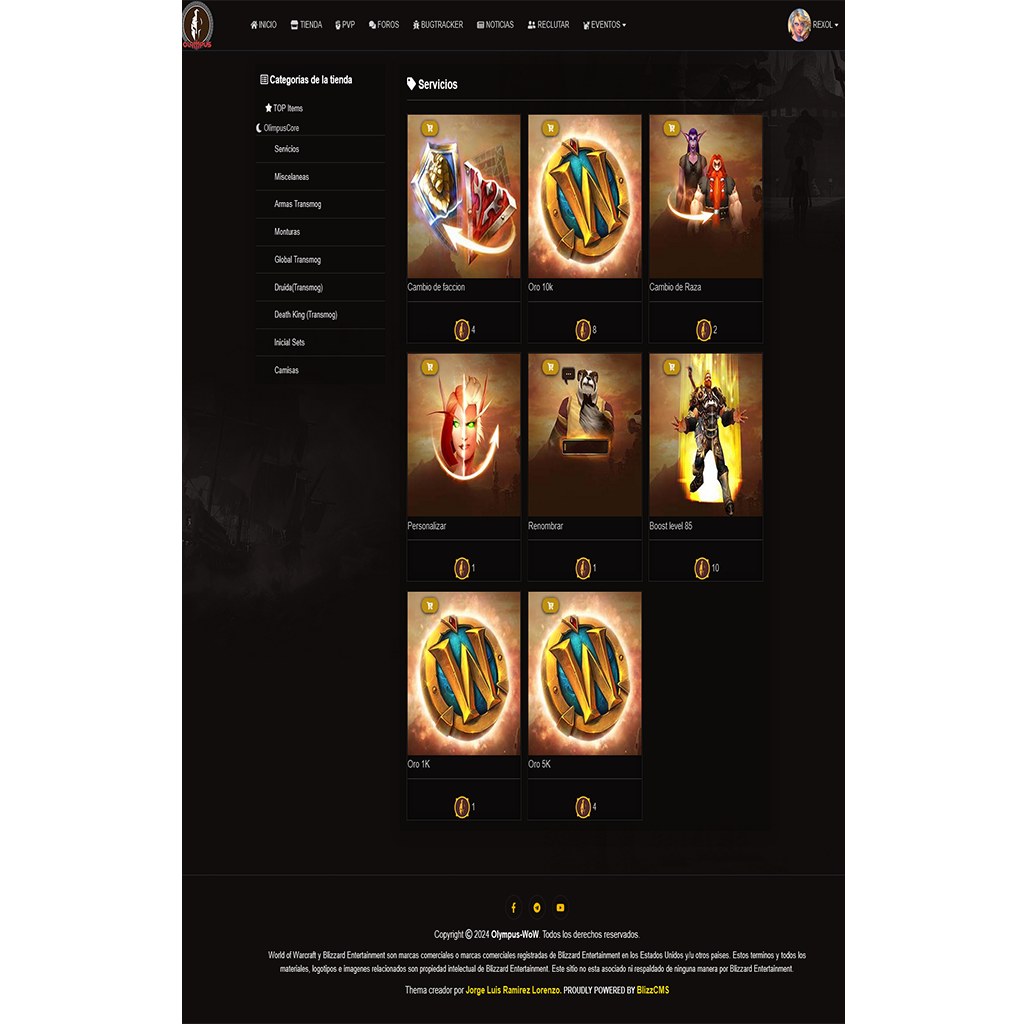 OLYMPUS
INICIO TIENDA PVP FOROS BUGTRACKER NOTICIAS RECLUTAR EVENTOS REXOL
Categorias de la tienda
TOP Items
OlimpusCore
Servicios
Miscelaneas
Armas Transmog
Monturas
Global Transmog
Druida(Transmog)
Death King (Transmog)
Inicial Sets
Camisas
Servicios
Cambio de faccion
4
Oro 10k
8
Cambio de Raza
2
Personalizar
1
Renombrar
1
Boost level 85
10
Oro 1K
1
Oro 5K
4
Copyright © 2024 Olympus-WoW. Todos los derechos reservados.
World of Warcraft y Blizzard Entertainment son marcas comerciales o marcas comerciales registradas de Blizzard Entertainment en los Estados Unidos y/u otros paises. Estos terminos y todos los
materiales, logotipos e imagenes relacionados son propiedad intelectual de Blizzard Entertainment. Este sitio no esta asociado ni respaldado de ninguna manera por Blizzard Entertainment.
Thema creador por Jorge Luis Ramirez Lorenzo. PROUDLY POWERED BY BlizzCMS